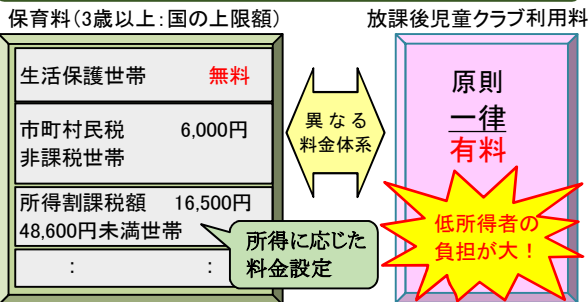 保育料(3歳以上:国の上限額)
生活保護世帯 無料
市町村民税 6,000円
非課税世帯
所得割課税額 16,500円
48,600円未満世帯
: :
所得に応じた
料金設定
異なる
料金体系
放課後児童クラブ利用料
原則
一律
有料
低所得者の
負担が大!